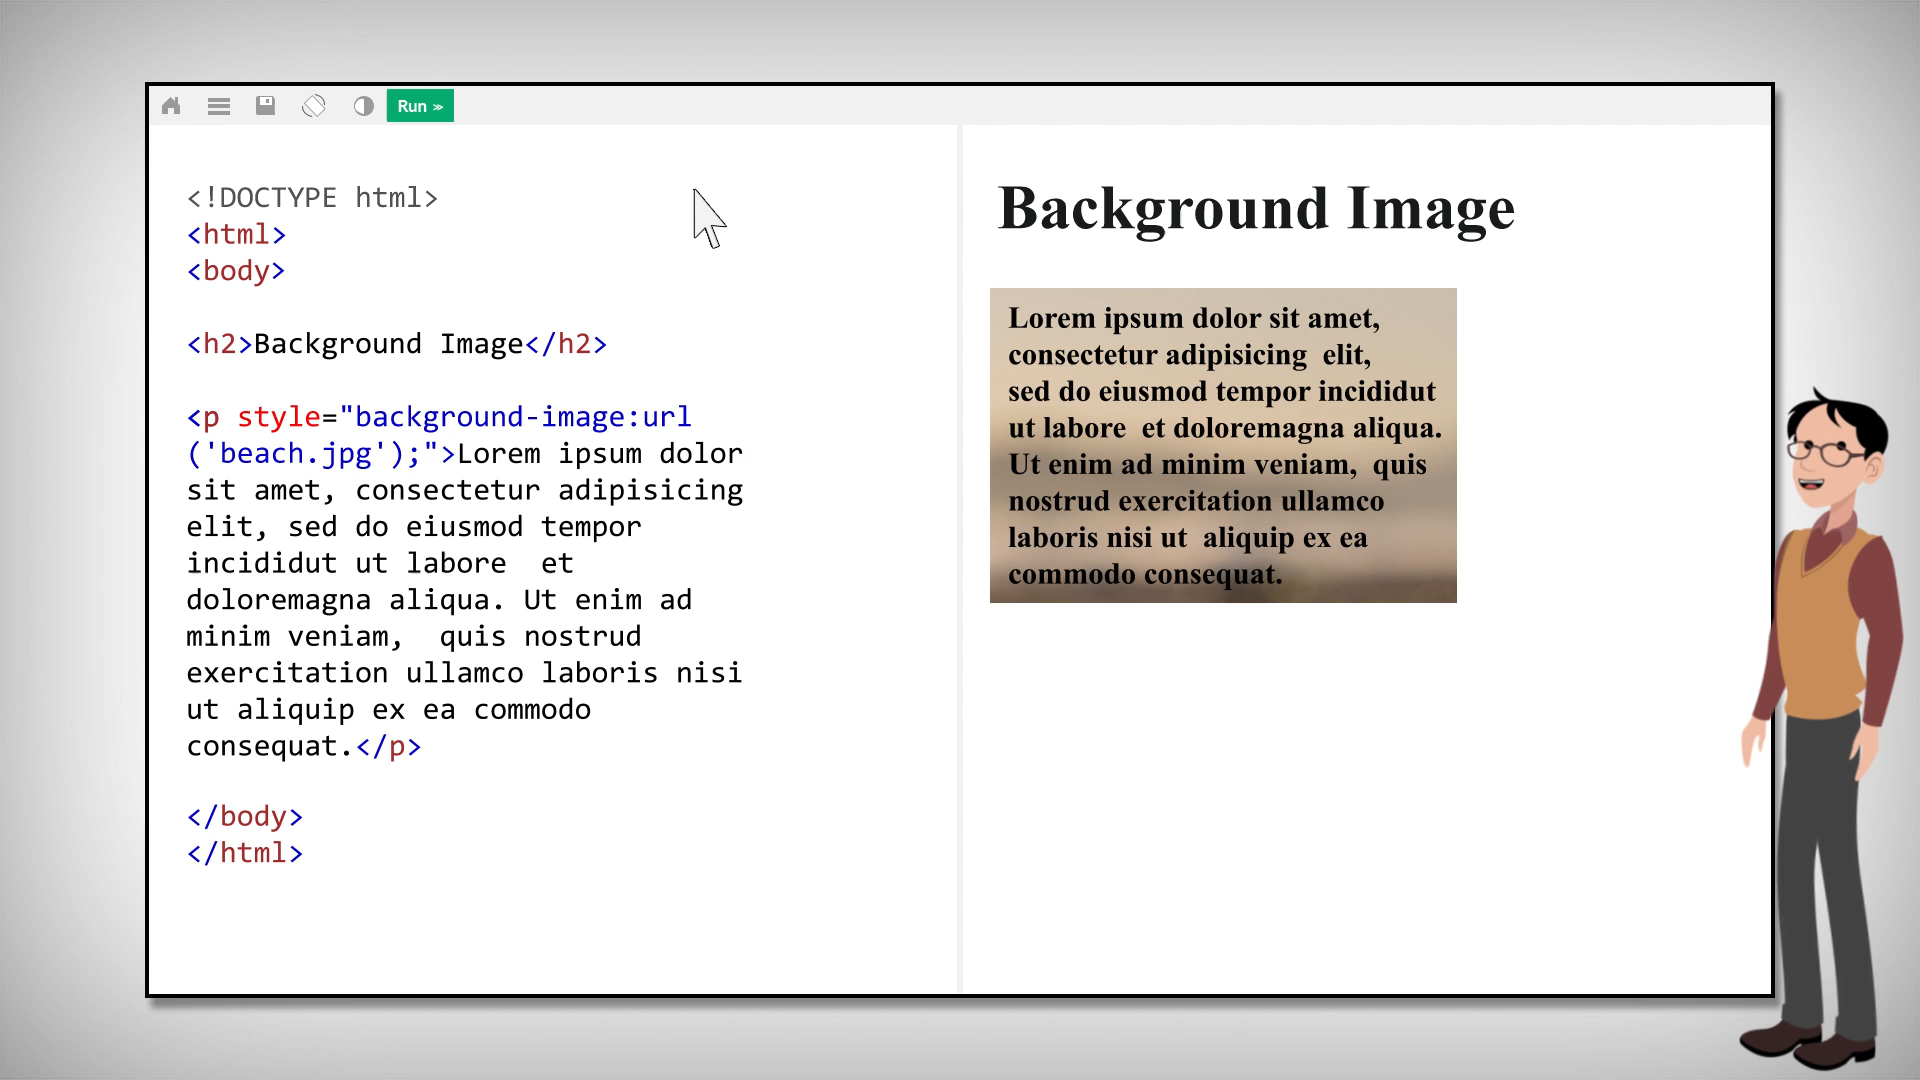 Run »
<!DOCTYPE html>
<html>
<body>
<h2>Background Image</h2>
<p style="background-image:url
('beach.jpg');">Lorem ipsum dolor
sit amet, consectetur adipisicing
elit, sed do eiusmod tempor
incididut ut labore  et
doloremagna aliqua. Ut enim ad
minim veniam,  quis nostrud
exercitation ullamco laboris nisi
ut aliquip ex ea commodo
consequat.</p>
</body>
</html>
Background Image
Lorem ipsum dolor sit amet,
consectetur adipisicing  elit,
sed do eiusmod tempor incididut
ut labore  et doloremagna aliqua.
Ut enim ad minim veniam,  quis
nostrud exercitation ullamco
laboris nisi ut  aliquip ex ea
commodo consequat.